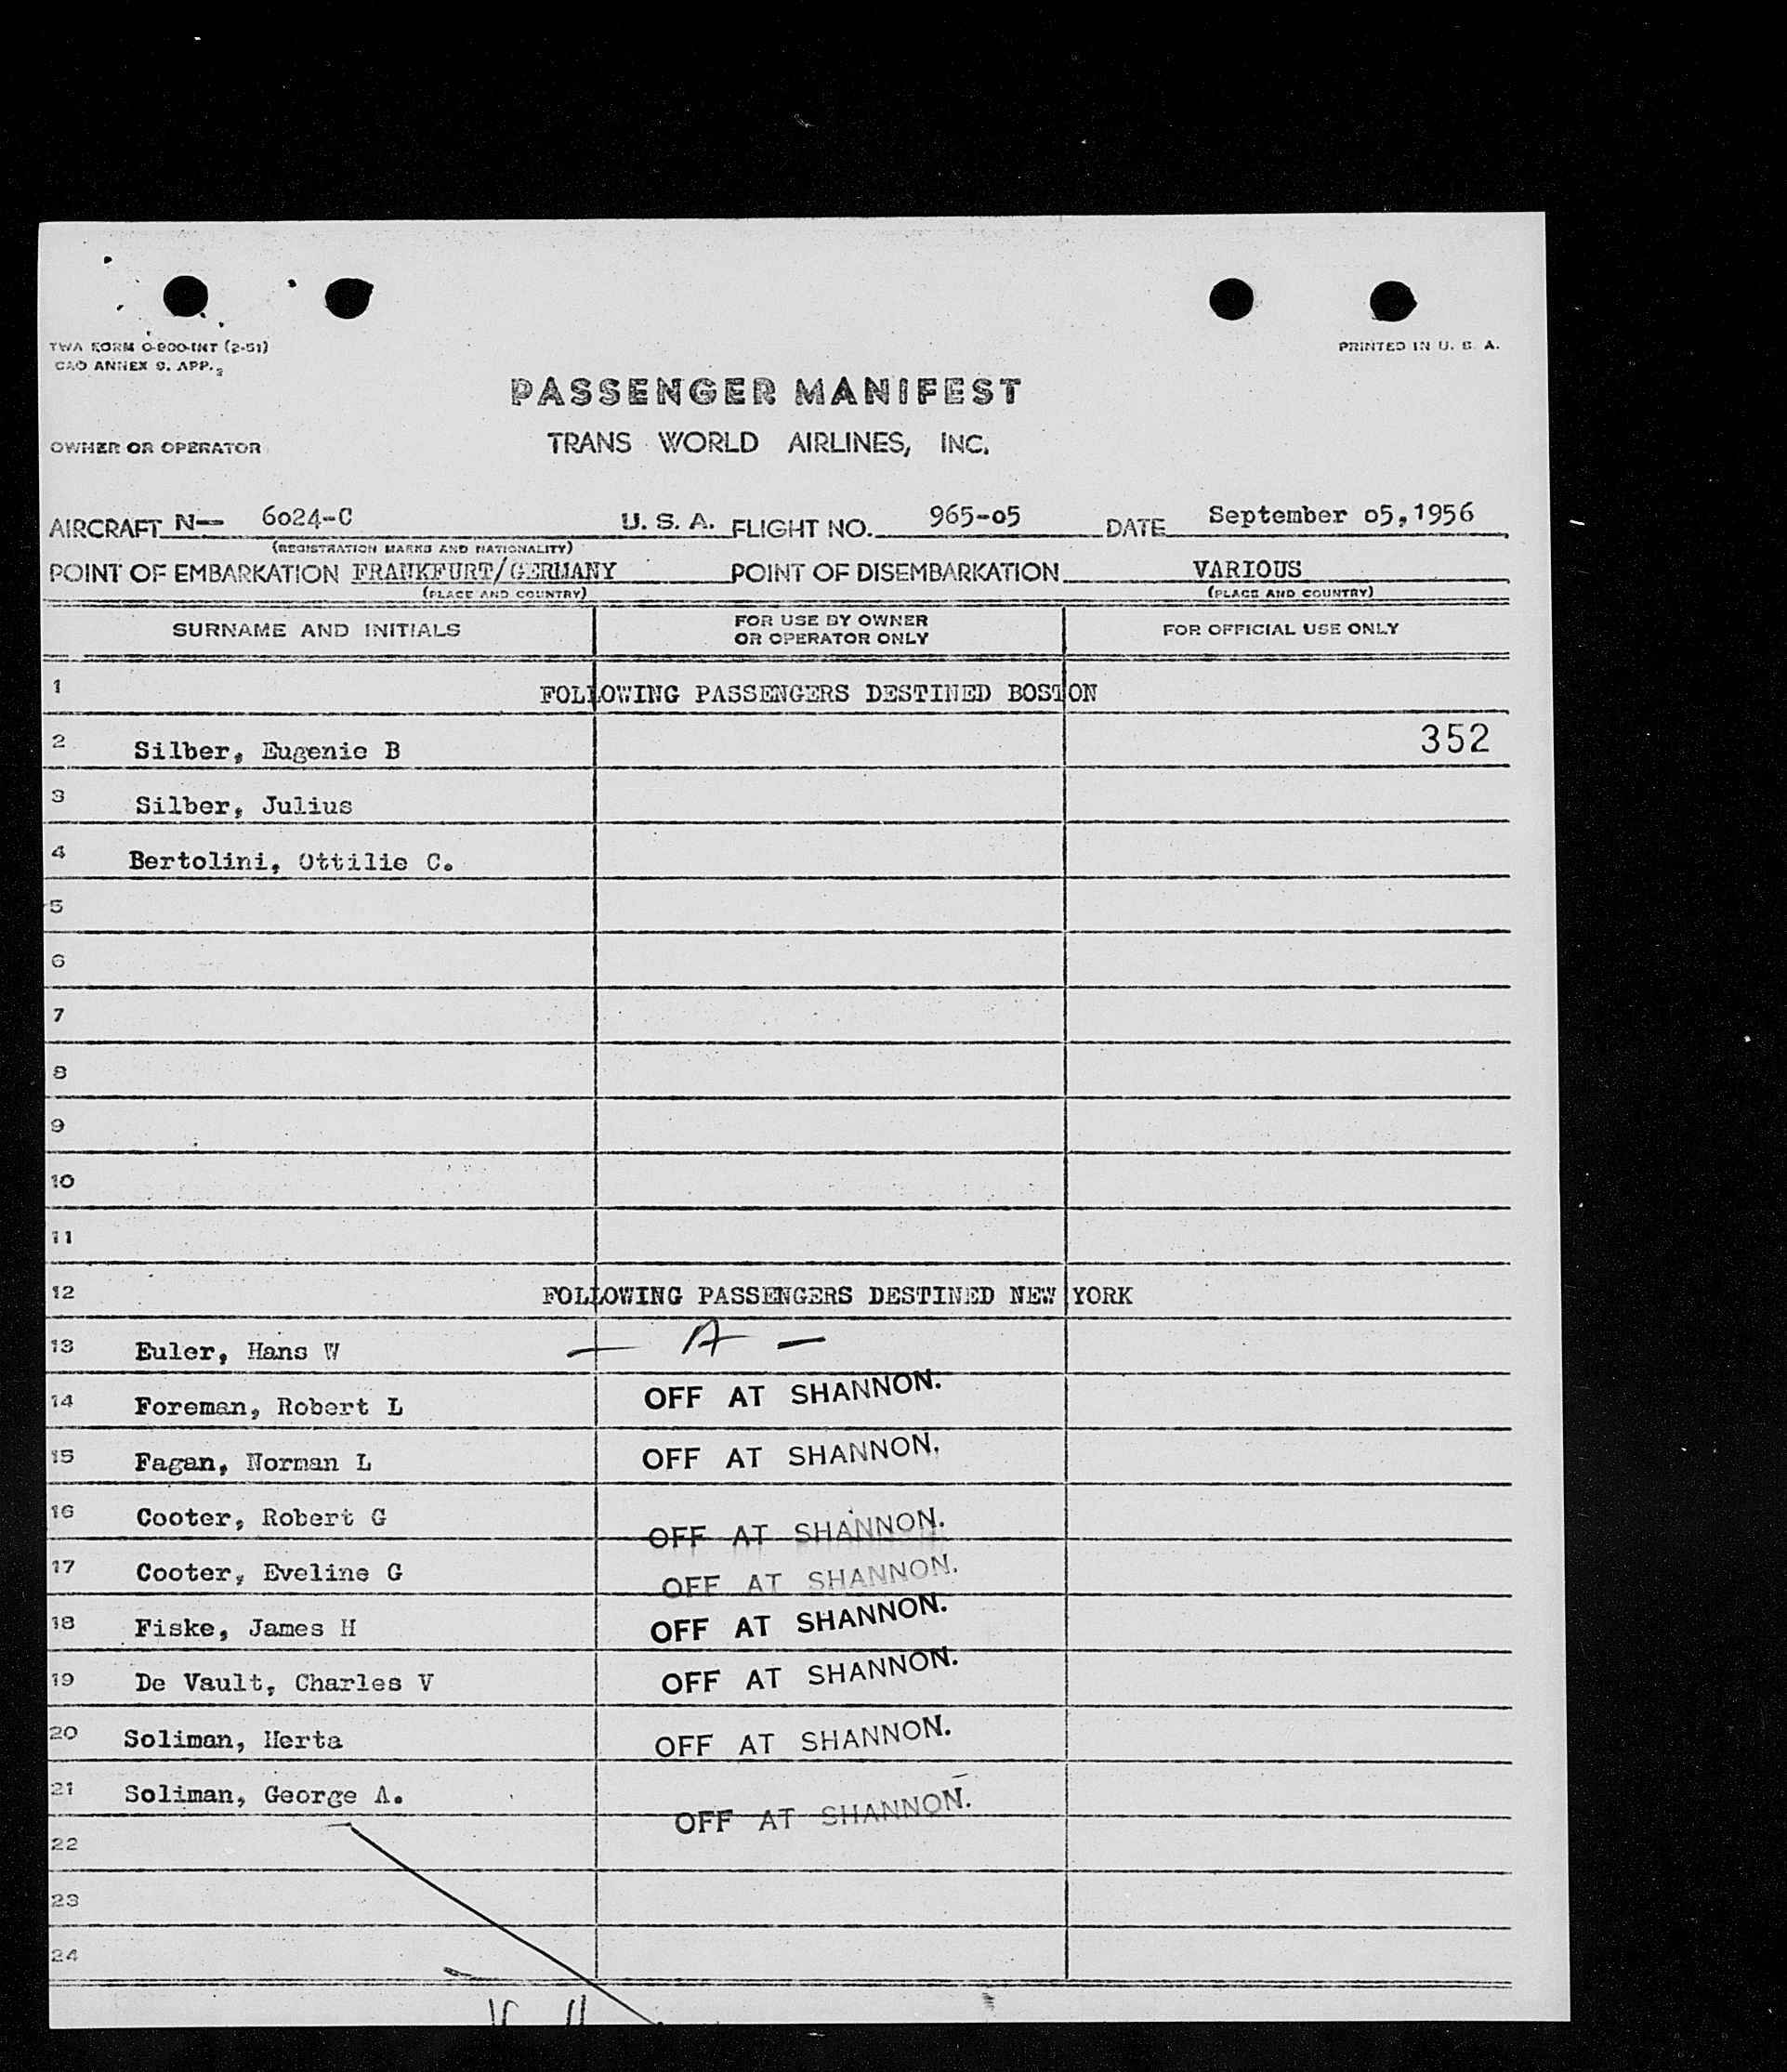 TWA FORM O-800-INT (2-51)
PRINTED IN U. S. A.
CAO ANNEX 9. APP. 2
PASSENGER MANIFEST
OWNER OR OPERATOR
TRANS WORLD AIRLINES, INC.
AIRCRAFT N— 6024-C U. S. A. FLIGHT NO. 965-05 DATE September 05,1956
(REGISTRATION MARKS AND NATIONALITY)
POINT OF EMBARKATION FRANKFURT/GERMANY POINT OF DISEMBARKATION VARIOUS
(PLACE AND COUNTRY) (PLACE AND COUNTRY)
SURNAME AND INITIALS FOR USE BY OWNER OR OPERATOR ONLY FOR OFFICIAL USE ONLY
1 FOLLOWING PASSENGERS DESTINED BOSTON
2 Silber, Eugenie B 352
3 Silber, Julius
4 Bertolini, Ottilie C.
5
6
7
8
9
10
11
12 FOLLOWING PASSENGERS DESTINED NEW YORK
13 Euler, Hans W — A —
14 Foreman, Robert L OFF AT SHANNON.
15 Fagan, Norman L OFF AT SHANNON.
16 Cooter, Robert G OFF AT SHANNON.
17 Cooter, Eveline G OFF AT SHANNON.
18 Fiske, James H OFF AT SHANNON.
19 De Vault, Charles V OFF AT SHANNON.
20 Soliman, Herta OFF AT SHANNON.
21 Soliman, George A. OFF AT SHANNON.
22
23
24